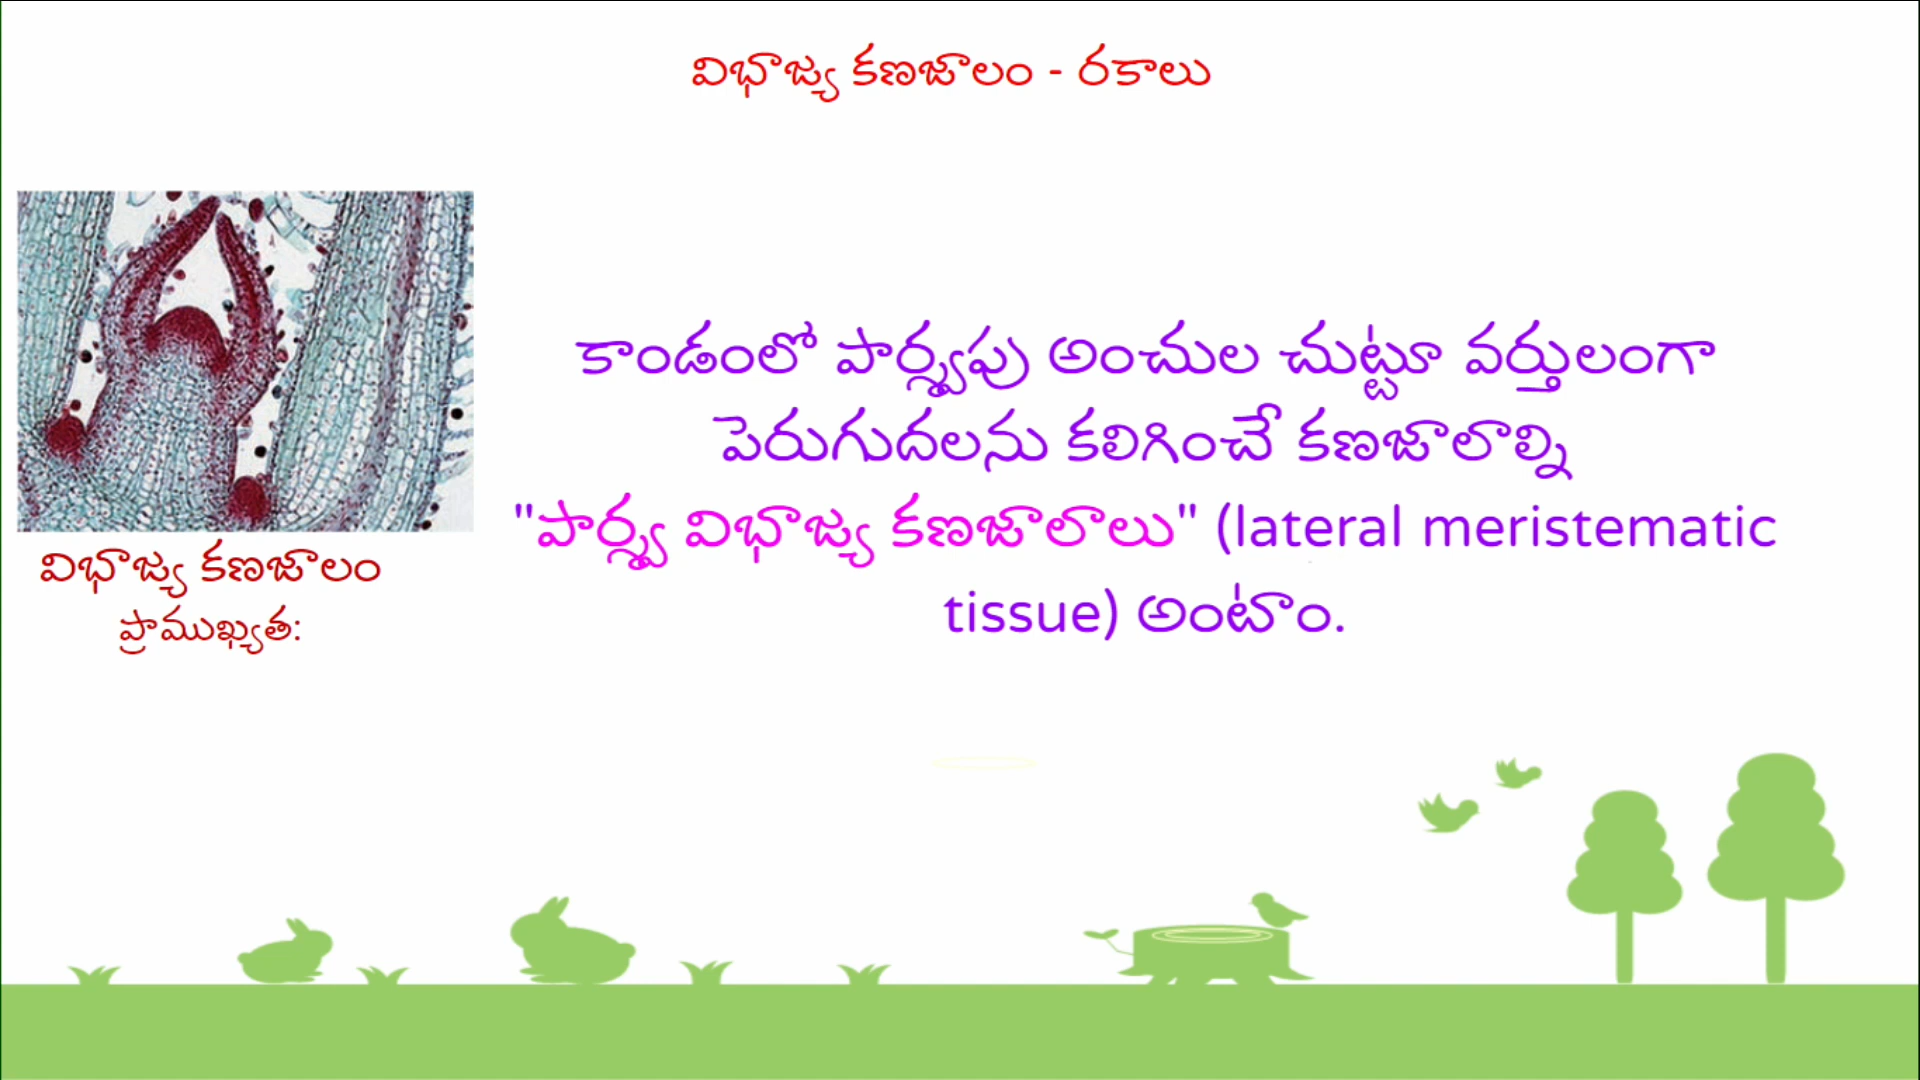 విభాజ్య కణజాలం - రకాలు
విభాజ్య కణజాలం
ప్రాముఖ్యత:
కాండంలో పార్శ్వపు అంచుల చుట్టూ వర్తులంగా
పెరుగుదలను కలిగించే కణజాలాల్ని
"పార్శ్వ విభాజ్య కణజాలాలు" (lateral meristematic
tissue) అంటాం.